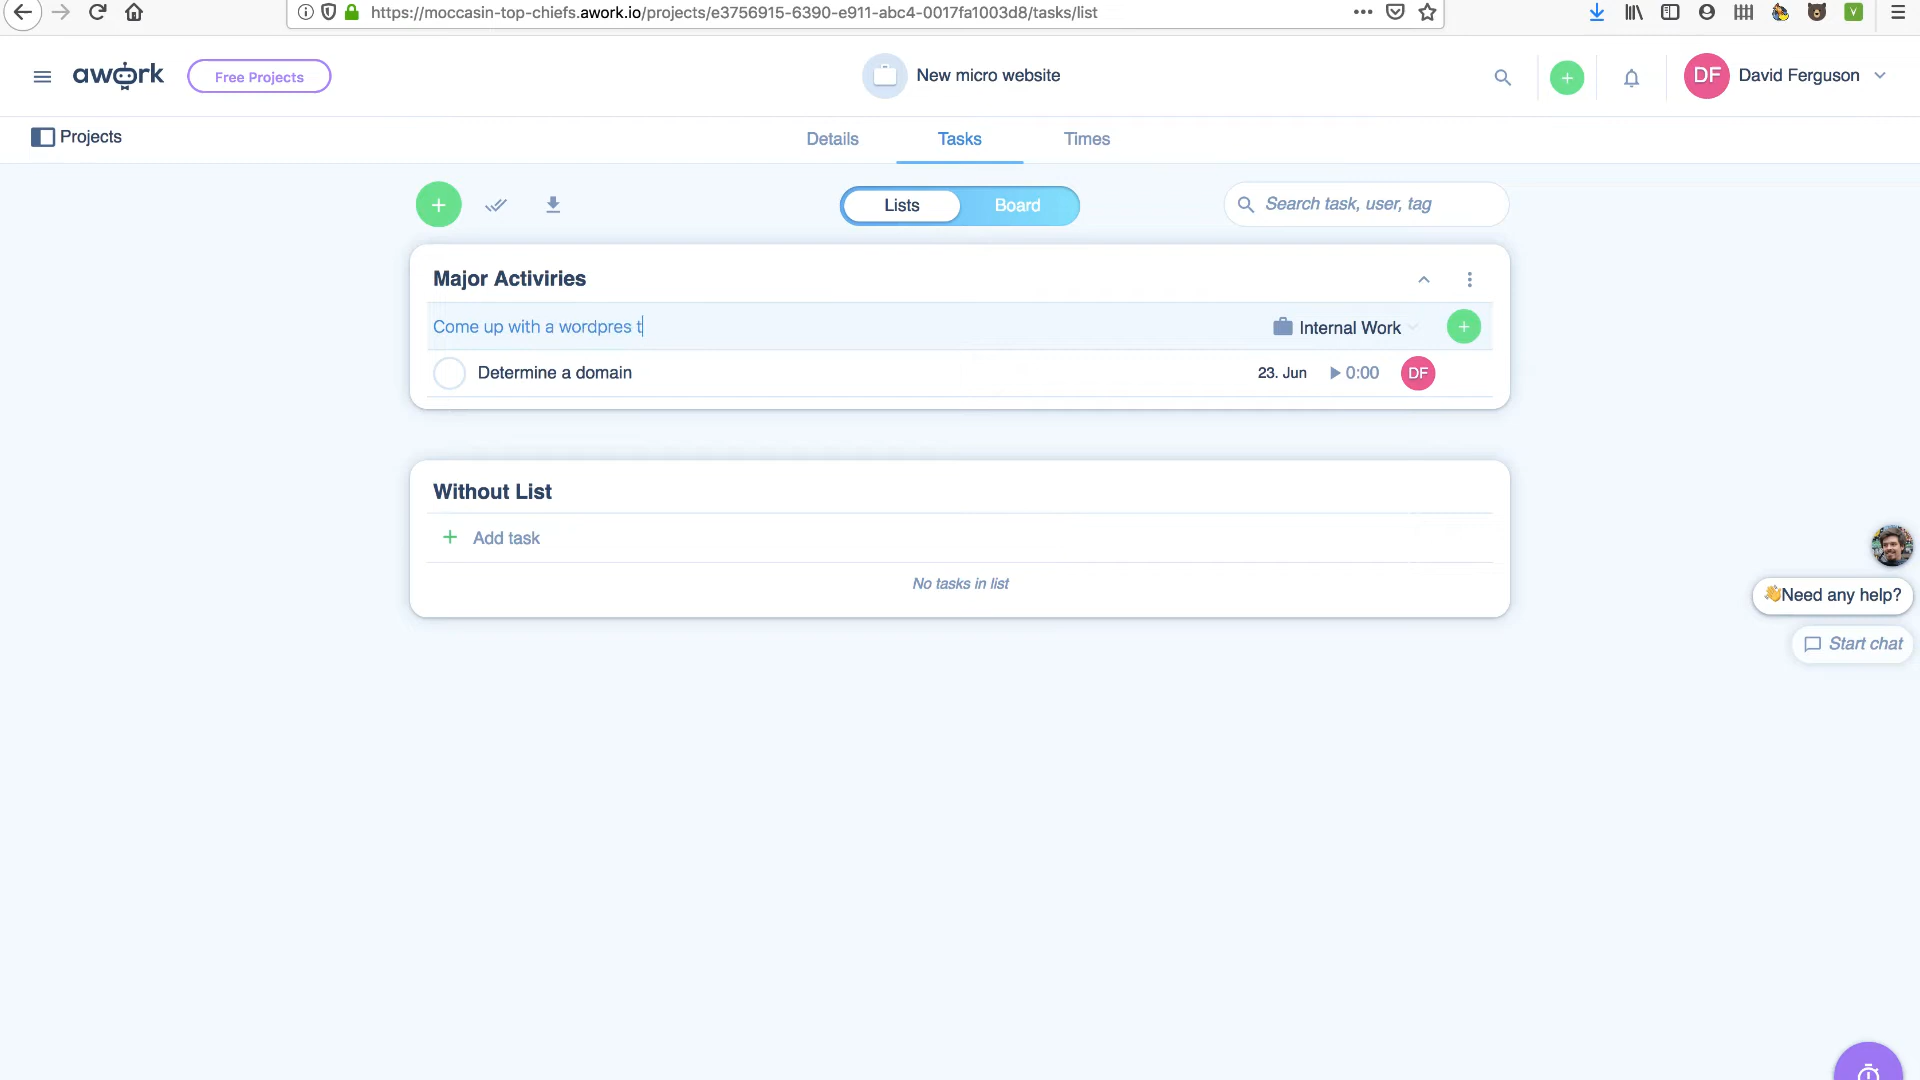 https://moccasin-top-chiefs.awork.io/projects/e3756915-6390-e911-abc4-0017fa1003d8/tasks/list
awork
Free Projects
New micro website
DF
David Ferguson
Projects
Details
Tasks
Times
Lists
Board
Search task, user, tag
Major Activiries
Come up with a wordpres t
Internal Work
Determine a domain
23. Jun
0:00
DF
Without List
Add task
No tasks in list
👋Need any help?
Start chat